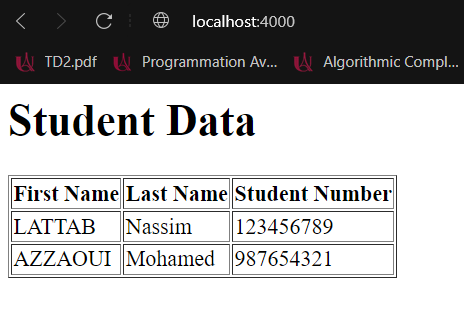 localhost:4000
TD2.pdf Programmation Av... Algorithmic Compl...
Student Data
First Name Last Name Student Number
LATTAB Nassim 123456789
AZZAOUI Mohamed 987654321